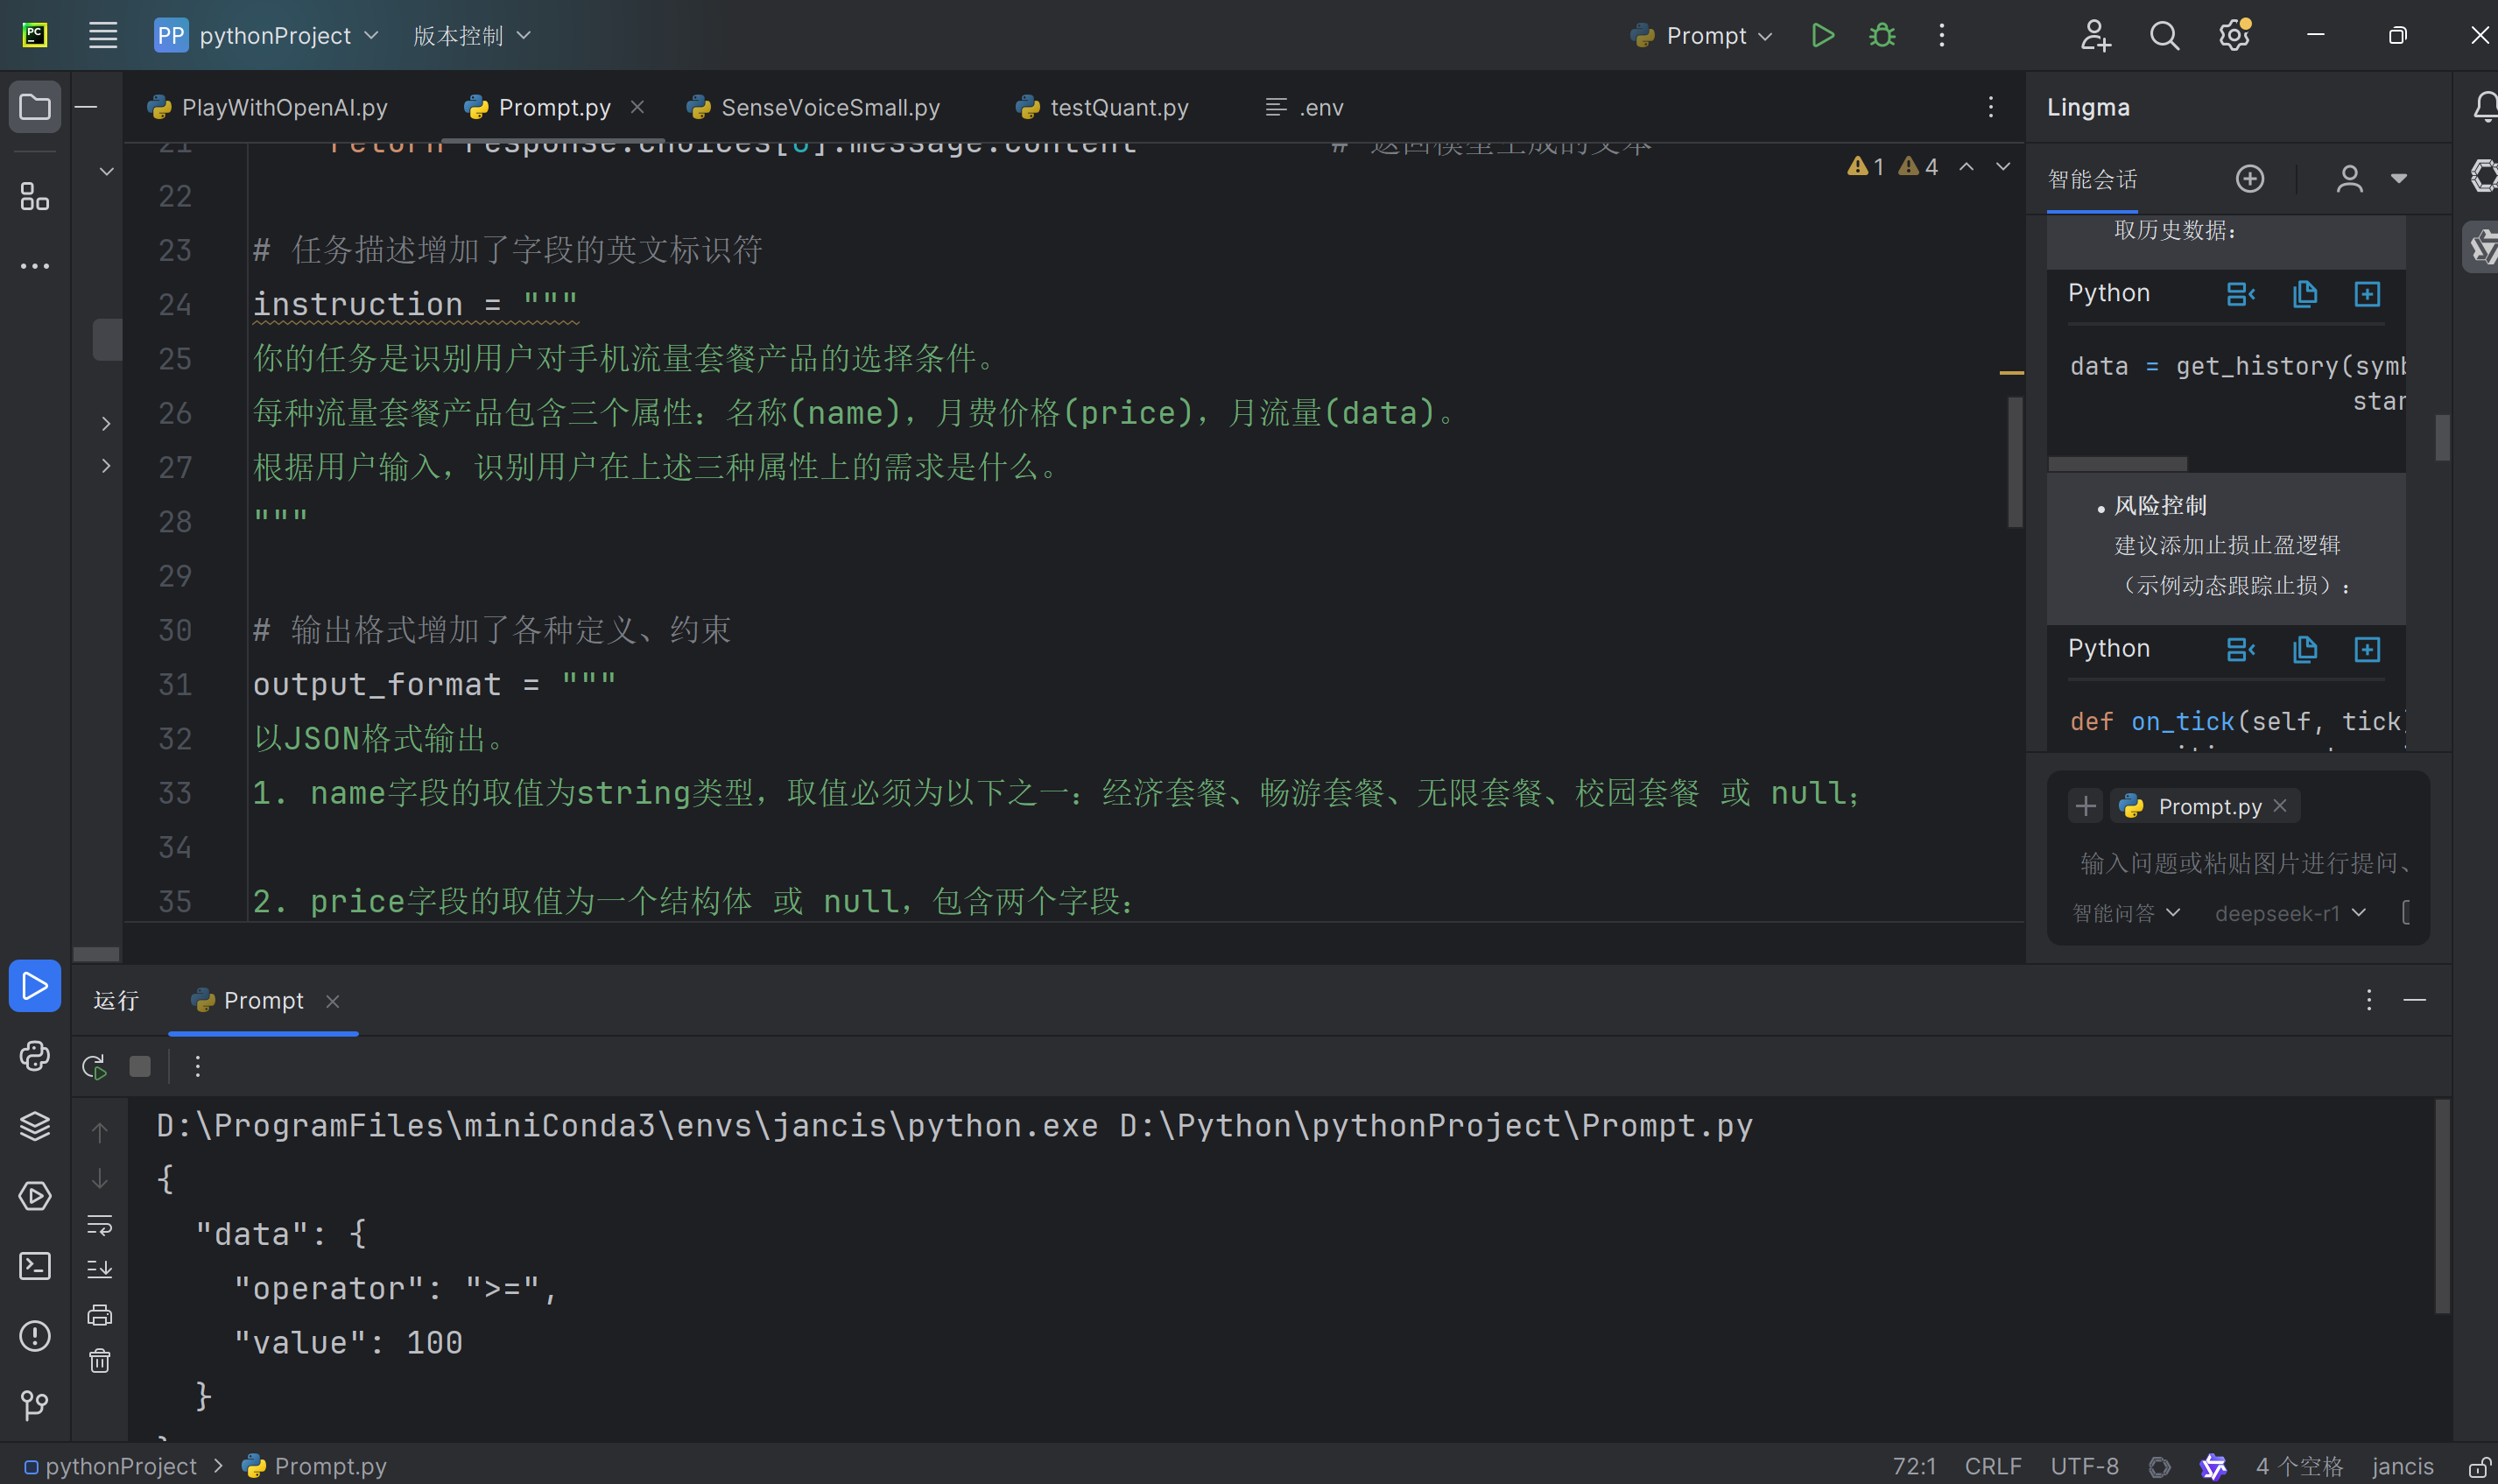 PC
PP pythonProject 版本控制
Prompt
PlayWithOpenAI.py Prompt.py SenseVoiceSmall.py testQuant.py .env
21 return response.choices[0].message.content # 返回模型生成的文本
1 4
22
23 # 任务描述增加了字段的英文标识符
24 instruction = """
25 你的任务是识别用户对手机流量套餐产品的选择条件。
26 每种流量套餐产品包含三个属性：名称(name)，月费价格(price)，月流量(data)。
27 根据用户输入，识别用户在上述三种属性上的需求是什么。
28 """
29
30 # 输出格式增加了各种定义、约束
31 output_format = """
32 以JSON格式输出。
33 1. name字段的取值为string类型，取值必须为以下之一：经济套餐、畅游套餐、无限套餐、校园套餐 或 null；
34
35 2. price字段的取值为一个结构体 或 null，包含两个字段：
Lingma
智能会话
取历史数据：
Python
data = get_history(symb
star
• 风险控制
建议添加止损止盈逻辑
（示例动态跟踪止损）：
Python
def on_tick(self, tick)
Prompt.py
输入问题或粘贴图片进行提问、
智能问答 deepseek-r1
运行 Prompt
D:\ProgramFiles\miniConda3\envs\jancis\python.exe D:\Python\pythonProject\Prompt.py
{
"data": {
"operator": ">=",
"value": 100
}
pythonProject > Prompt.py
72:1 CRLF UTF-8 4 个空格 jancis